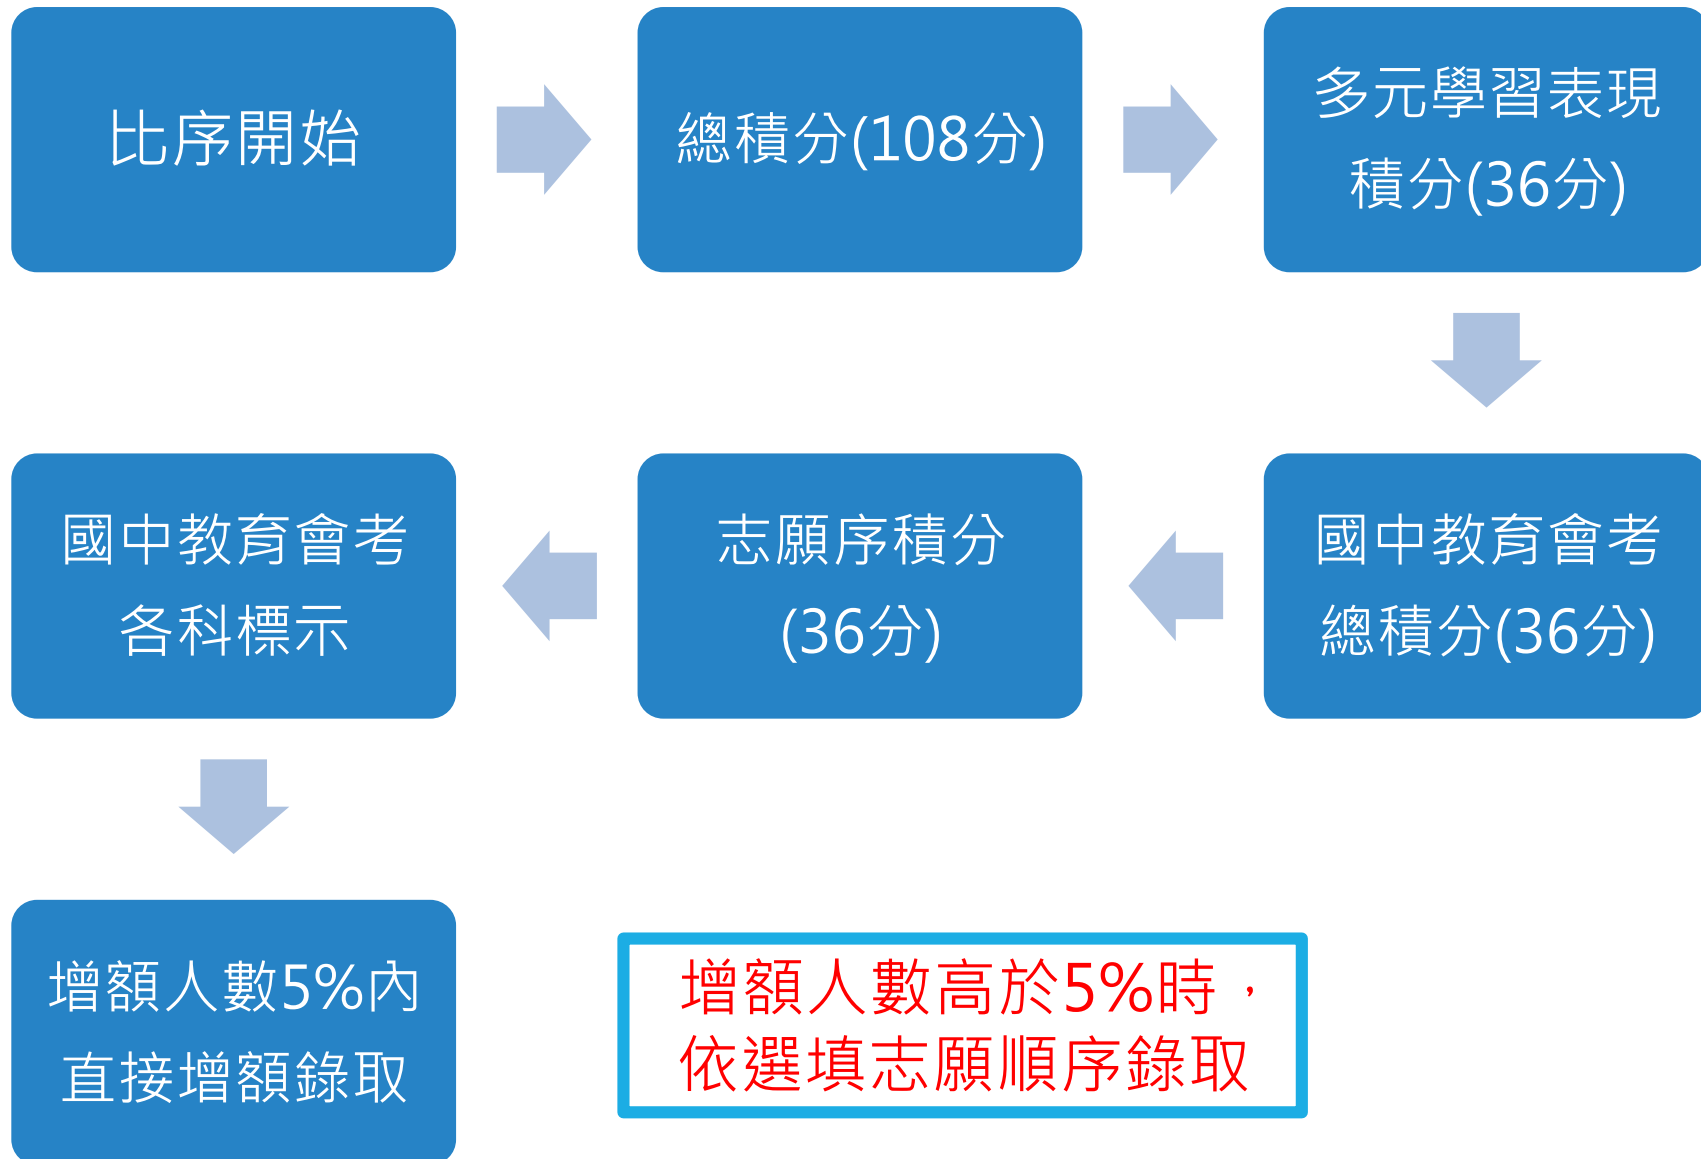 比序開始
總積分(108分)
多元學習表現
積分(36分)
國中教育會考
總積分(36分)
志願序積分
(36分)
國中教育會考
各科標示
增額人數5%內
直接增額錄取
增額人數高於5%時，
依選填志願順序錄取